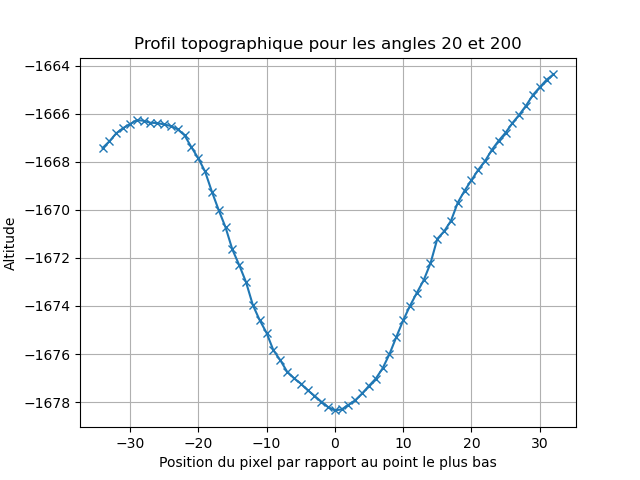 Profil topographique pour les angles 20 et 200
Altitude
−1664
−1666
−1668
−1670
−1672
−1674
−1676
−1678
−30 −20 −10 0 10 20 30
Position du pixel par rapport au point le plus bas